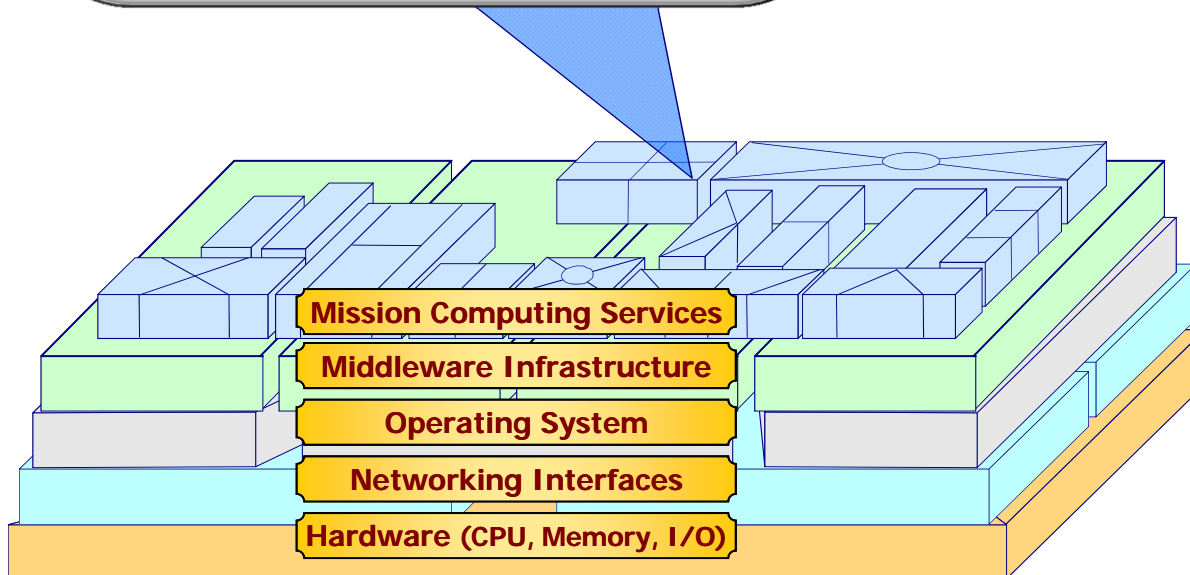 Mission Computing Services
Middleware Infrastructure
Operating System
Networking Interfaces
Hardware (CPU, Memory, I/O)